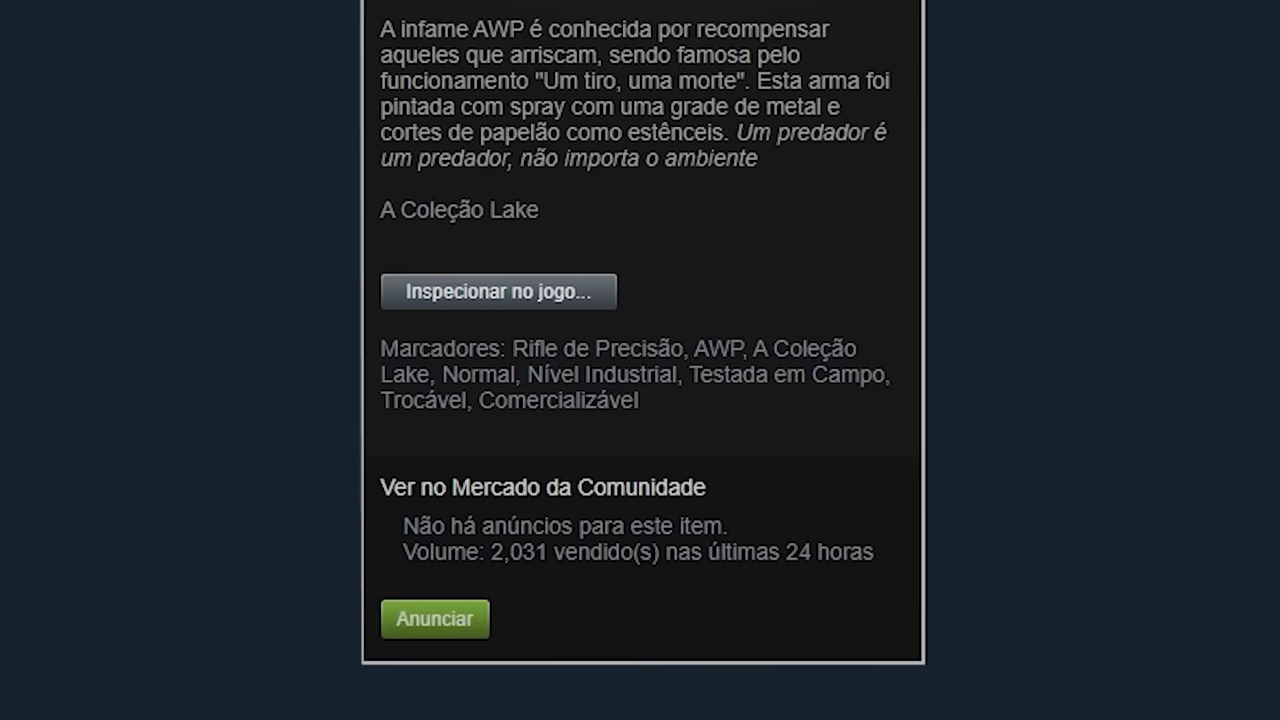 A infame AWP é conhecida por recompensar
aqueles que arriscam, sendo famosa pelo
funcionamento "Um tiro, uma morte". Esta arma foi
pintada com spray com uma grade de metal e
cortes de papelão como estênceis. Um predador é
um predador, não importa o ambiente
A Coleção Lake
Inspecionar no jogo...
Marcadores: Rifle de Precisão, AWP, A Coleção
Lake, Normal, Nível Industrial, Testada em Campo,
Trocável, Comercializável
Ver no Mercado da Comunidade
Não há anúncios para este item.
Volume: 2,031 vendido(s) nas últimas 24 horas
Anunciar